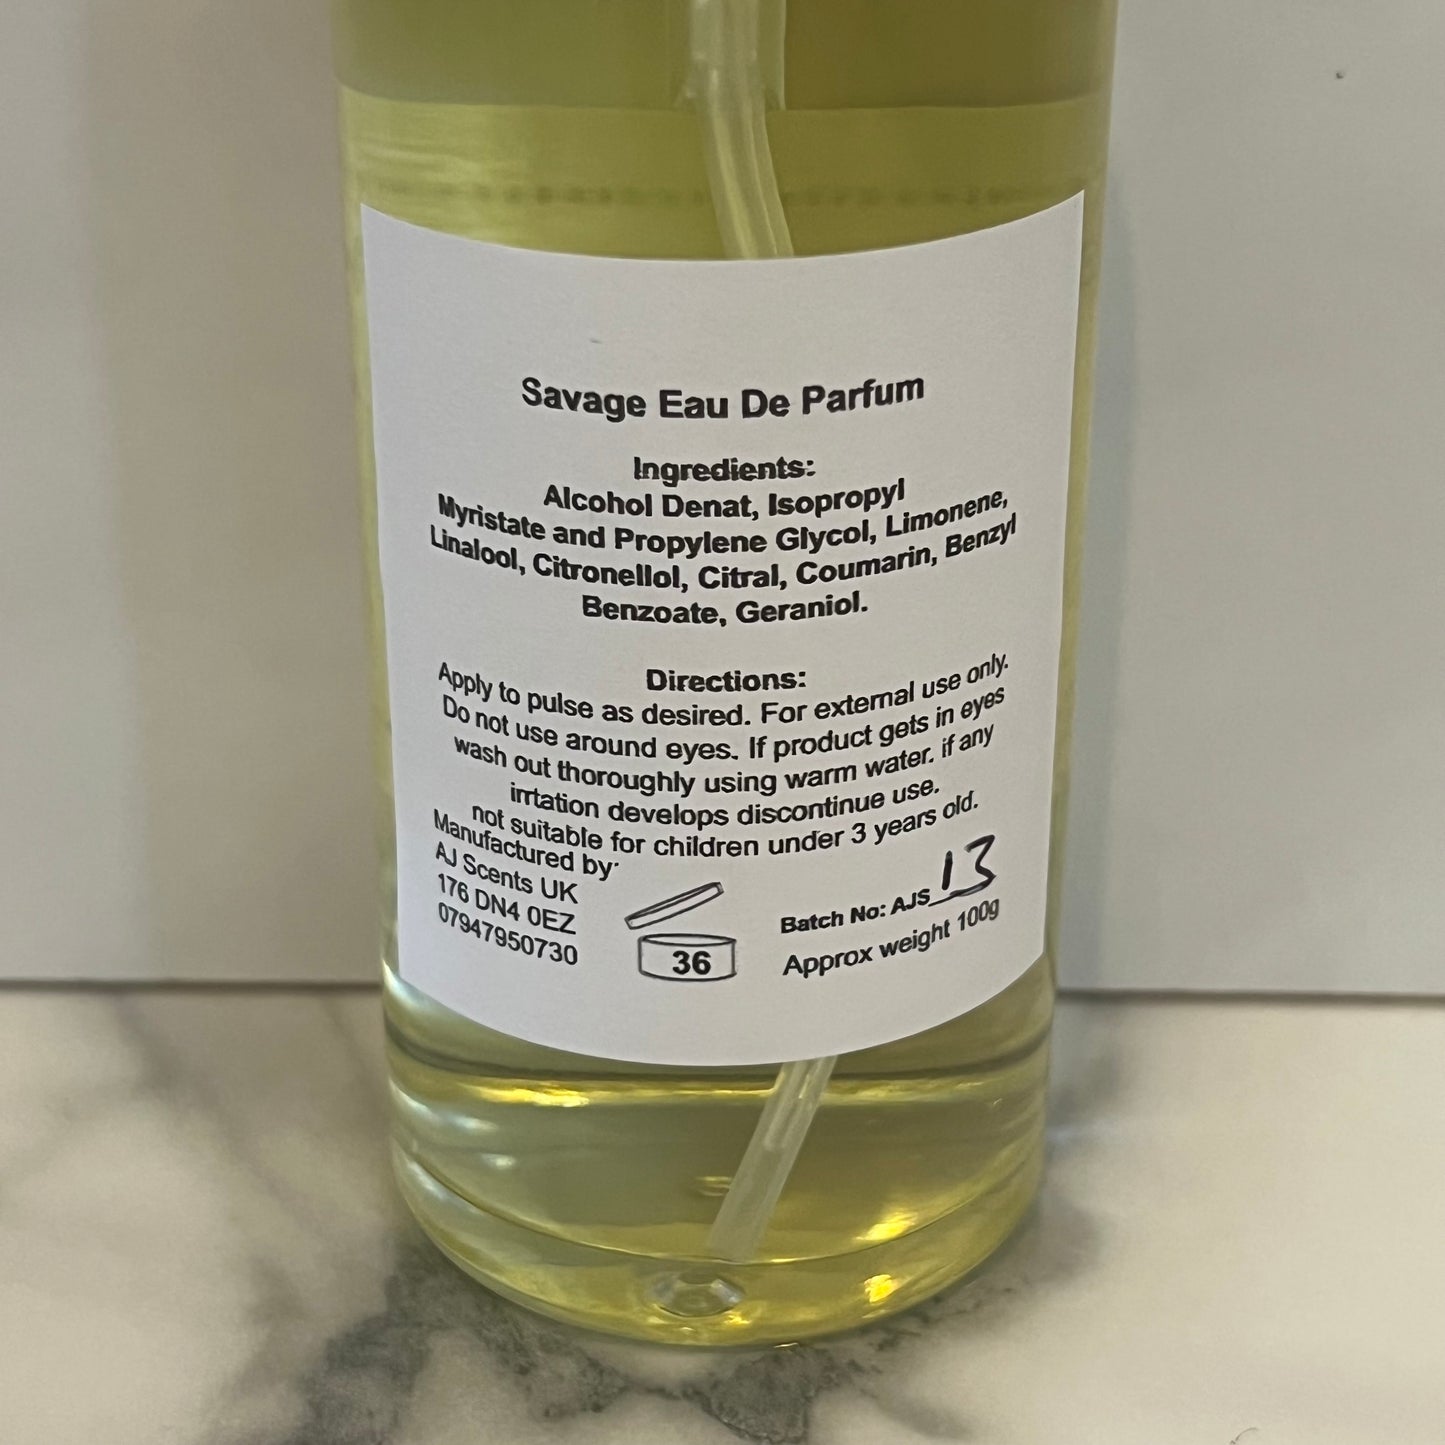 Savage Eau De Parfum
Ingredients:
Alcohol Denat, Isopropyl
Myristate and Propylene Glycol, Limonene,
Linalool, Citronellol, Citral, Coumarin, Benzyl
Benzoate, Geraniol.
Directions:
Apply to pulse as desired. For external use only.
Do not use around eyes. If product gets in eyes
wash out thoroughly using warm water. if any
irrtation develops discontinue use.
not suitable for children under 3 years old.
Manufactured by:
AJ Scents UK
176 DN4 0EZ
07947950730
36
Batch No: AJS_13
Approx weight 100g